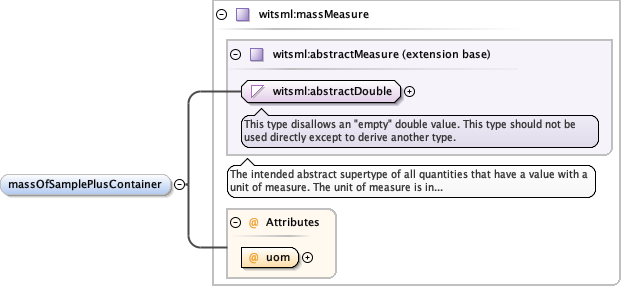 witsml:massMeasure
witsml:abstractMeasure (extension base)
witsml:abstractDouble
This type disallows an "empty" double value. This type should not be
used directly except to derive another type.
The intended abstract supertype of all quantities that have a value with a
unit of measure. The unit of measure is in...
massOfSamplePlusContainer
@ Attributes
@ uom